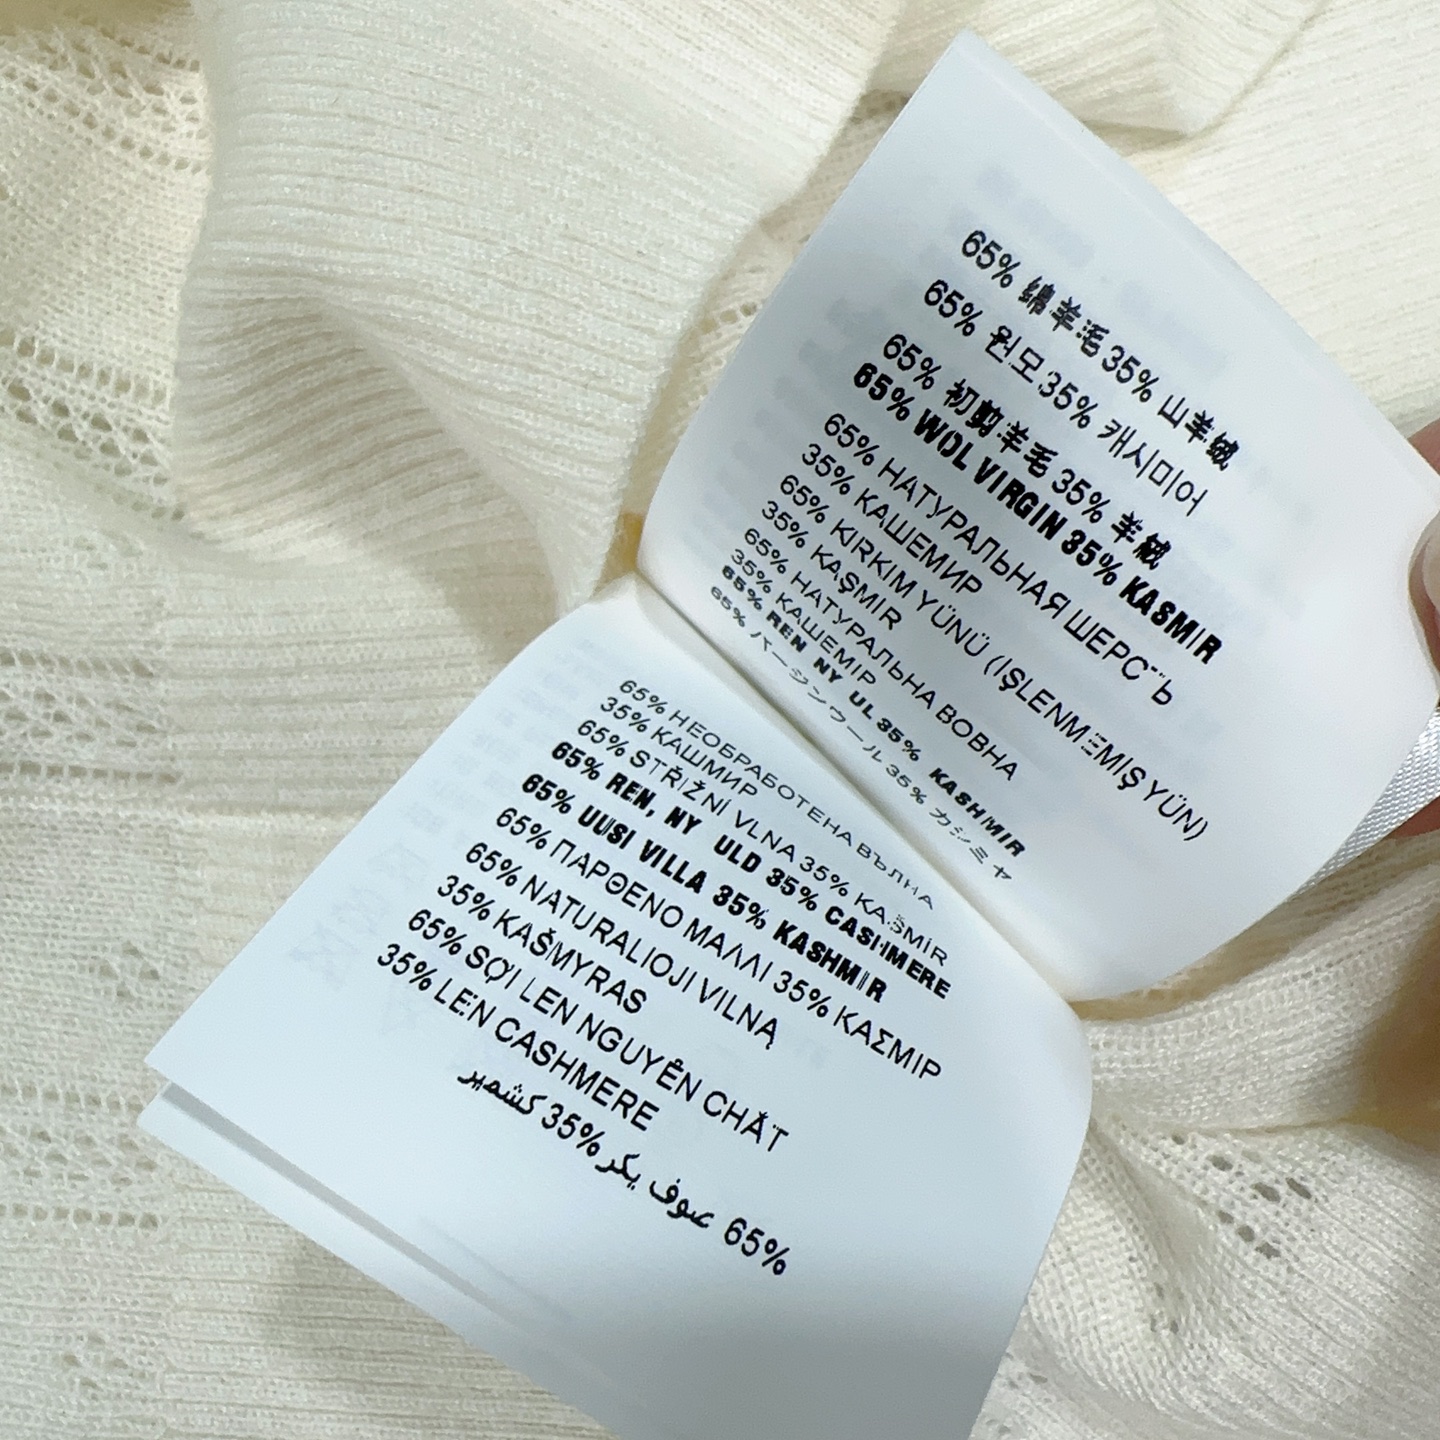 65% 绵羊毛 35% 山羊绒
65% 원모 35% 캐시미어
65% 初剪羊毛 35% 羊絨
65% WOL VIRGIN 35% KASMIR
65% НАТУРАЛЬНАЯ ШЕРСТЬ
35% КАШЕМИР
65% KIRKIM YÜNÜ (IŞLENMEMIŞ YÜN)
35% KAŞMIR
65% НАТУРАЛЬНА ВОВНА
35% КАШЕМІР
65% REN NY UL 35% KASHMIR
65% バージンウール 35% カシミヤ
65% НЕОБРАБОТЕНА ВЪЛНА
35% КАШМИР
65% STŘIŽNÍ VLNA 35% KAŠMÍR
65% REN, NY ULD 35% CASHMERE
65% UUSI VILLA 35% KASHMIR
65% ΠΑΡΘΕΝΟ ΜΑΛΛΙ 35% ΚΑΣΜΙΡ
65% NATURALIOJI VILNĄ
35% KAŠMYRAS
65% SỢI LEN NGUYÊN CHẤT
35% LEN CASHMERE
65% عوف يكر 35% كشمير